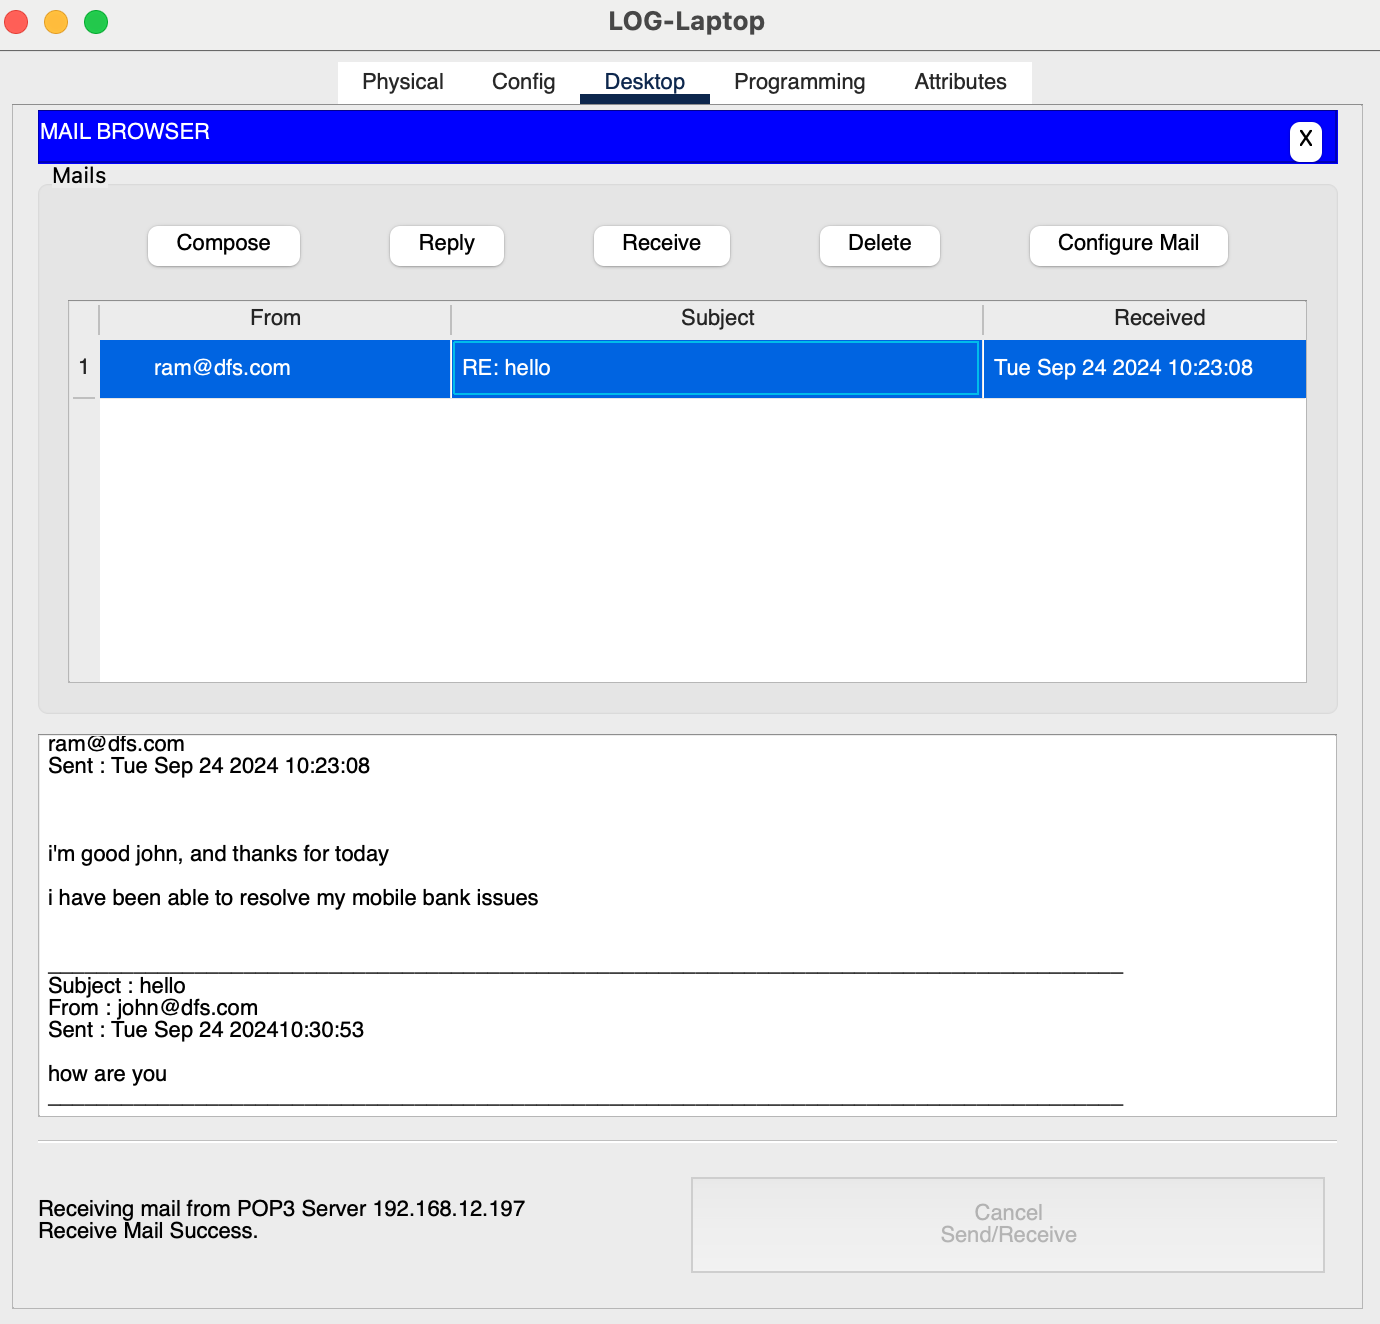 LOG-Laptop
Physical Config Desktop Programming Attributes
MAIL BROWSER X
Mails
Compose Reply Receive Delete Configure Mail
From Subject Received
1 ram@dfs.com RE: hello Tue Sep 24 2024 10:23:08
ram@dfs.com
Sent : Tue Sep 24 2024 10:23:08
i'm good john, and thanks for today
i have been able to resolve my mobile bank issues
Subject : hello
From : john@dfs.com
Sent : Tue Sep 24 202410:30:53
how are you
Receiving mail from POP3 Server 192.168.12.197
Receive Mail Success.
Cancel
Send/Receive